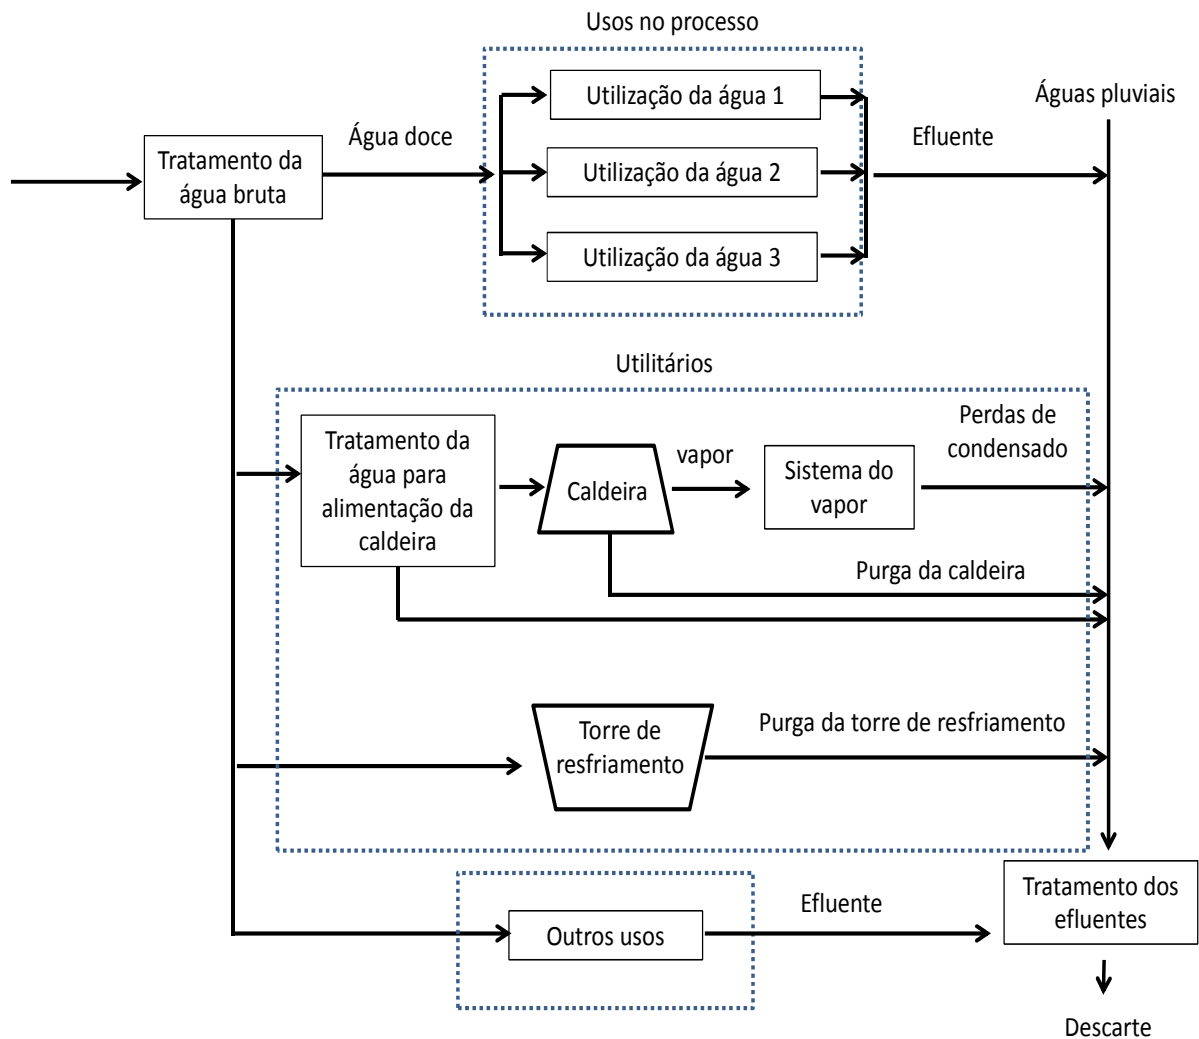 Usos no processo
Utilização da água 1
Águas pluviais
Água doce
Efluente
Tratamento da
água bruta
Utilização da água 2
Utilização da água 3
Utilitários
Perdas de
condensado
Tratamento da
água para
alimentação da
caldeira
vapor
Caldeira
Sistema do
vapor
Purga da caldeira
Torre de
resfriamento
Purga da torre de resfriamento
Tratamento dos
efluentes
Efluente
Outros usos
Descarte